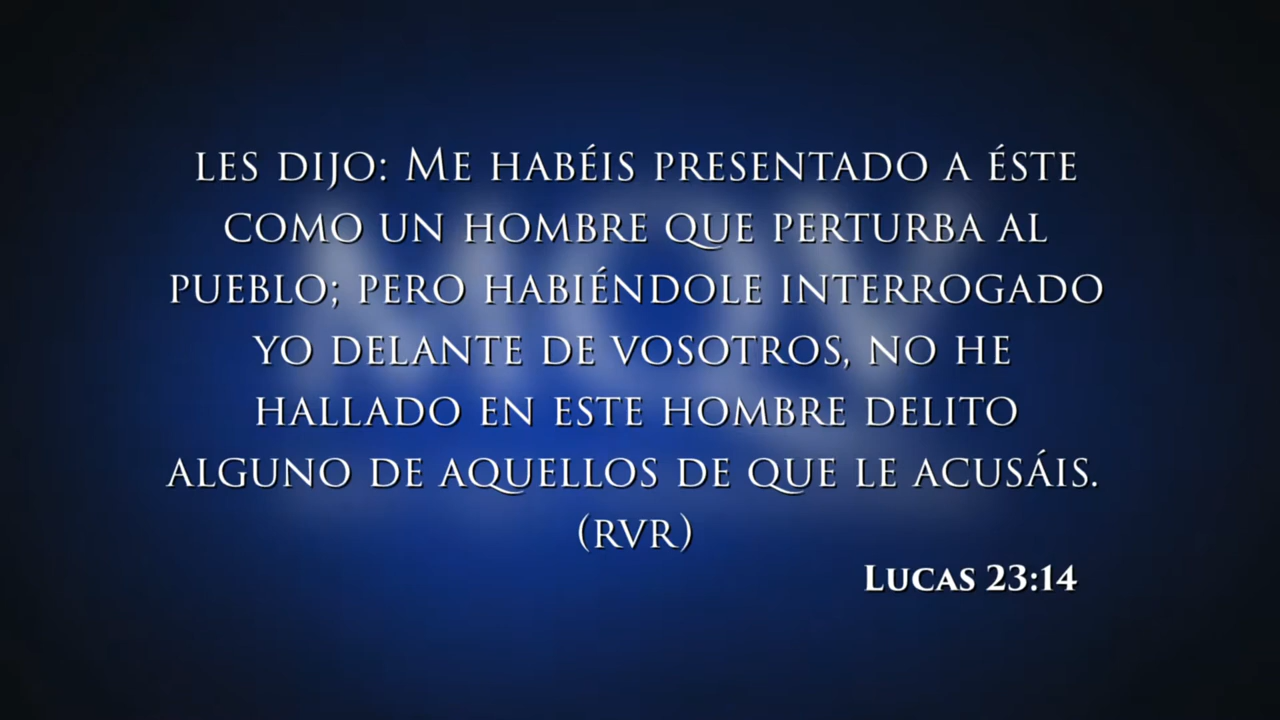 les dijo: Me habéis presentado a éste
como un hombre que perturba al
pueblo; pero habiéndole interrogado
yo delante de vosotros, no he
hallado en este hombre delito
alguno de aquellos de que le acusáis.
(rvr)
Lucas 23:14